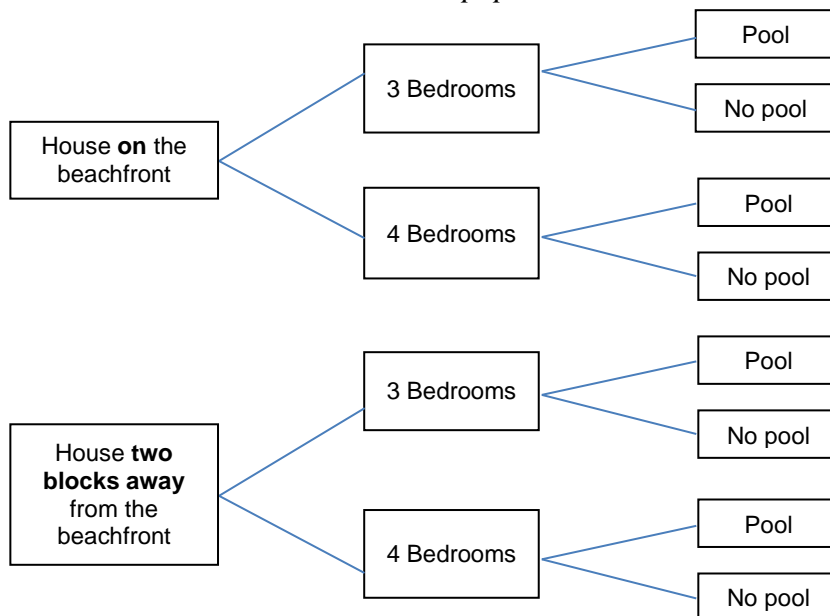 Pool
3 Bedrooms
No pool
House on the
beachfront
Pool
4 Bedrooms
No pool
Pool
3 Bedrooms
No pool
House two
blocks away
from the
beachfront
Pool
4 Bedrooms
No pool